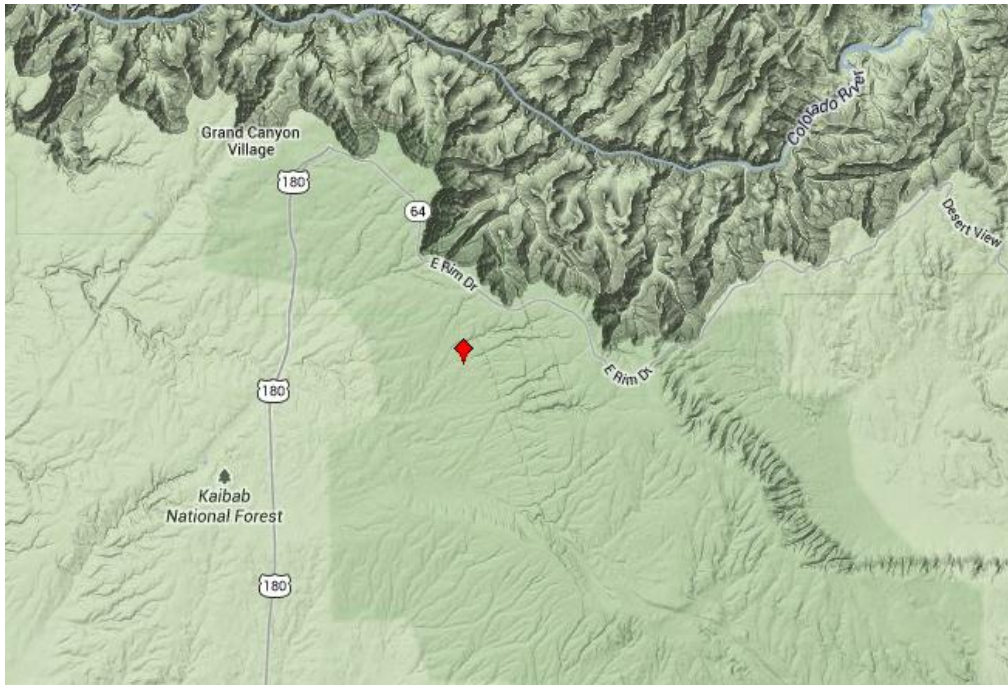 Colorado River
Grand Canyon
Village
180
64
Desert View
E Rim Dr
E Rim Dr
180
Kaibab
National Forest
180